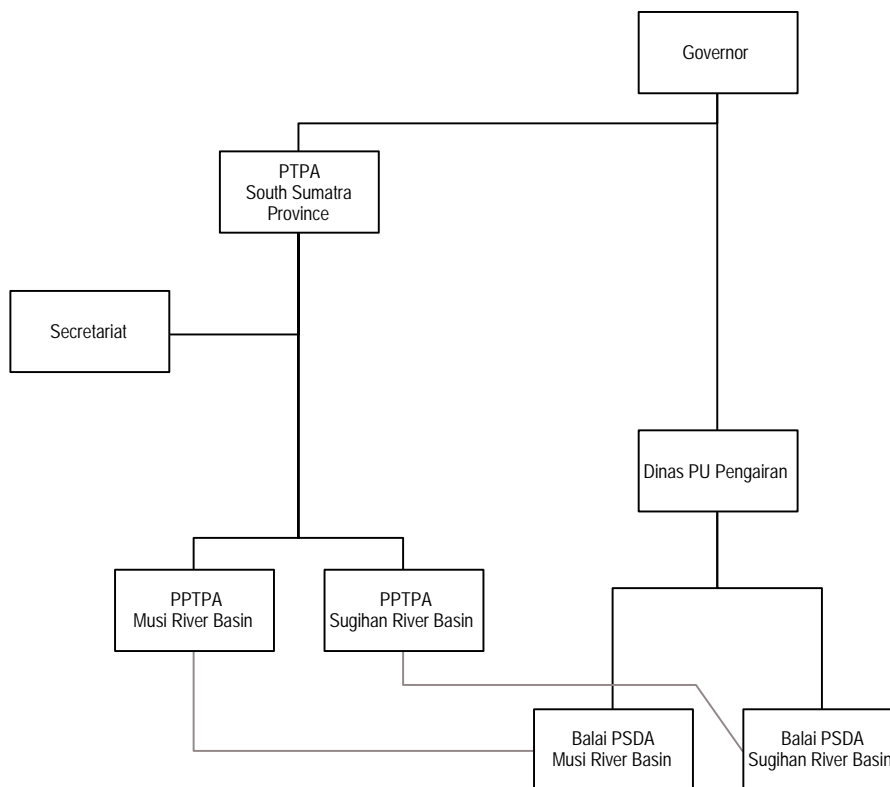 Governor
PTPA
South Sumatra
Province
Secretariat
Dinas PU Pengairan
PPTPA
Musi River Basin
PPTPA
Sugihan River Basin
Balai PSDA
Musi River Basin
Balai PSDA
Sugihan River Basin